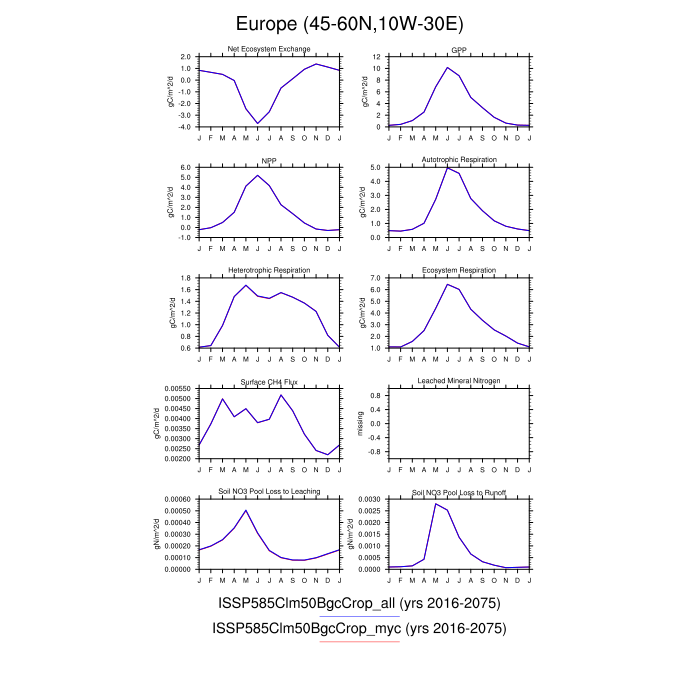 Europe (45-60N,10W-30E)
Net Ecosystem Exchange
gC/m^2/d
2.0
1.0
0.0
-1.0
-2.0
-3.0
-4.0
J F M A M J J A S O N D J
GPP
gC/m^2/d
12
10
8
6
4
2
0
J F M A M J J A S O N D J
NPP
gC/m^2/d
6.0
5.0
4.0
3.0
2.0
1.0
0.0
-1.0
J F M A M J J A S O N D J
Autotrophic Respiration
gC/m^2/d
5.0
4.0
3.0
2.0
1.0
0.0
J F M A M J J A S O N D J
Heterotrophic Respiration
gC/m^2/d
1.8
1.6
1.4
1.2
1.0
0.8
0.6
J F M A M J J A S O N D J
Ecosystem Respiration
gC/m^2/d
7.0
6.0
5.0
4.0
3.0
2.0
1.0
J F M A M J J A S O N D J
Surface CH4 Flux
gC/m^2/d
0.00550
0.00500
0.00450
0.00400
0.00350
0.00300
0.00250
0.00200
J F M A M J J A S O N D J
Leached Mineral Nitrogen
missing
0.8
0.4
-0.0
-0.4
-0.8
J F M A M J J A S O N D J
Soil NO3 Pool Loss to Leaching
gN/m^2/d
0.00060
0.00050
0.00040
0.00030
0.00020
0.00010
0.00000
J F M A M J J A S O N D J
Soil NO3 Pool Loss to Runoff
gN/m^2/d
0.0030
0.0025
0.0020
0.0015
0.0010
0.0005
0.0000
J F M A M J J A S O N D J
ISSP585Clm50BgcCrop_all (yrs 2016-2075)
ISSP585Clm50BgcCrop_myc (yrs 2016-2075)